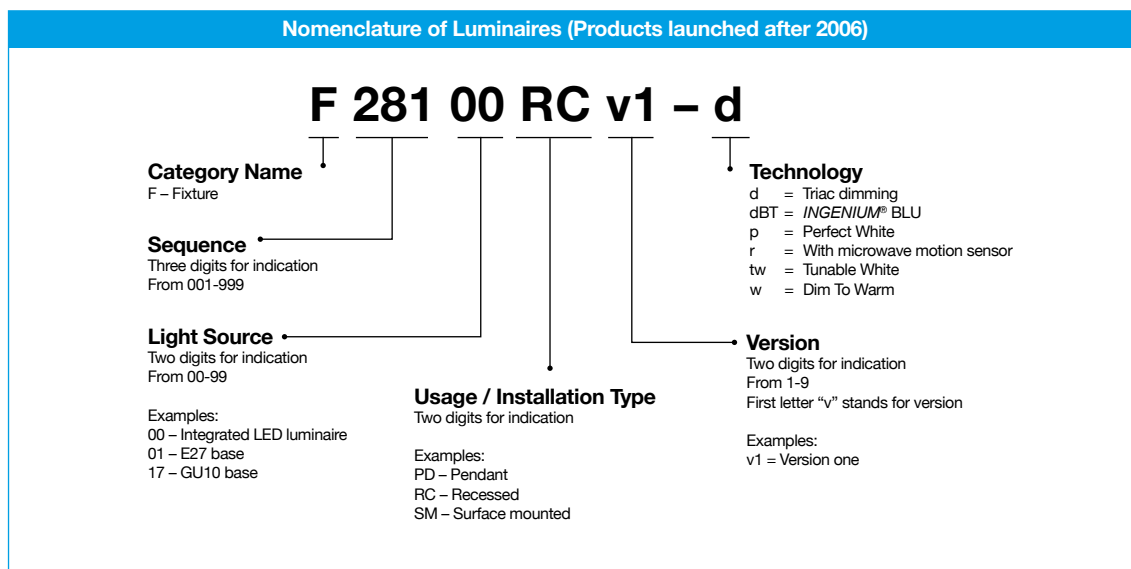 Nomenclature of Luminaires (Products launched after 2006)
F 281 00 RC v1 – d
Category Name
F – Fixture
Sequence
Three digits for indication
From 001-999
Light Source
Two digits for indication
From 00-99
Examples:
00 – Integrated LED luminaire
01 – E27 base
17 – GU10 base
Usage / Installation Type
Two digits for indication
Examples:
PD – Pendant
RC – Recessed
SM – Surface mounted
Technology
d = Triac dimming
dBT = INGENIUM® BLU
p = Perfect White
r = With microwave motion sensor
tw = Tunable White
w = Dim To Warm
Version
Two digits for indication
From 1-9
First letter “v” stands for version
Examples:
v1 = Version one